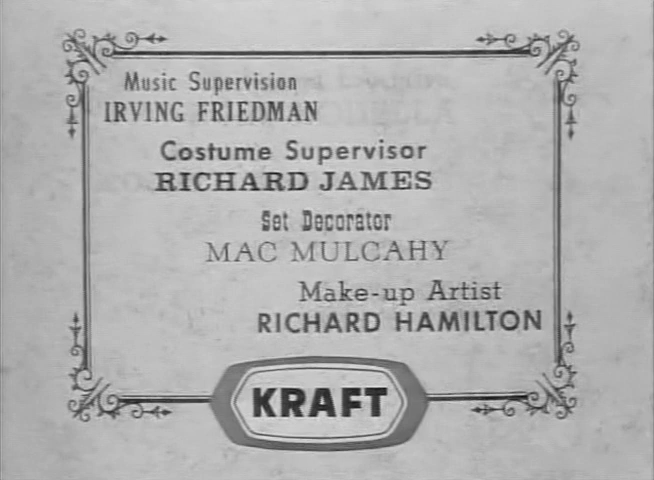 Music Supervision
IRVING FRIEDMAN
Costume Supervisor
RICHARD JAMES
Set Decorator
MAC MULCAHY
Make-up Artist
RICHARD HAMILTON
KRAFT